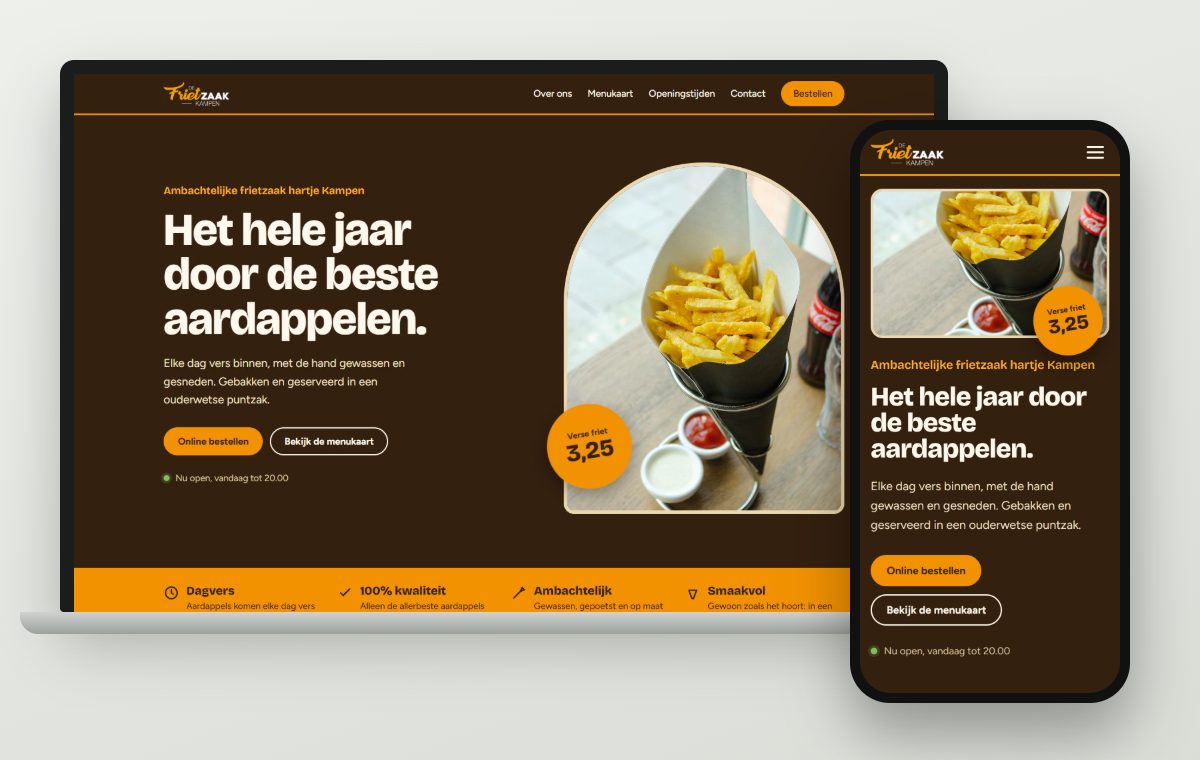 DE
Friet ZAAK
KAMPEN
Over ons Menukaart Openingstijden Contact Bestellen
Ambachtelijke frietzaak hartje Kampen
Het hele jaar
door de beste
aardappelen.
Elke dag vers binnen, met de hand gewassen en
gesneden. Gebakken en geserveerd in een
ouderwetse puntzak.
Online bestellen Bekijk de menukaart
Nu open, vandaag tot 20.00
Verse friet
3,25
Dagvers
Aardappels komen elke dag vers
100% kwaliteit
Alleen de allerbeste aardappels
Ambachtelijk
Gewassen, gepoetst en op maat
Smaakvol
Gewoon zoals het hoort: in een
DE
Friet ZAAK
KAMPEN
Verse friet
3,25
Ambachtelijke frietzaak hartje Kampen
Het hele jaar door
de beste
aardappelen.
Elke dag vers binnen, met de hand
gewassen en gesneden. Gebakken en
geserveerd in een ouderwetse puntzak.
Online bestellen
Bekijk de menukaart
Nu open, vandaag tot 20.00